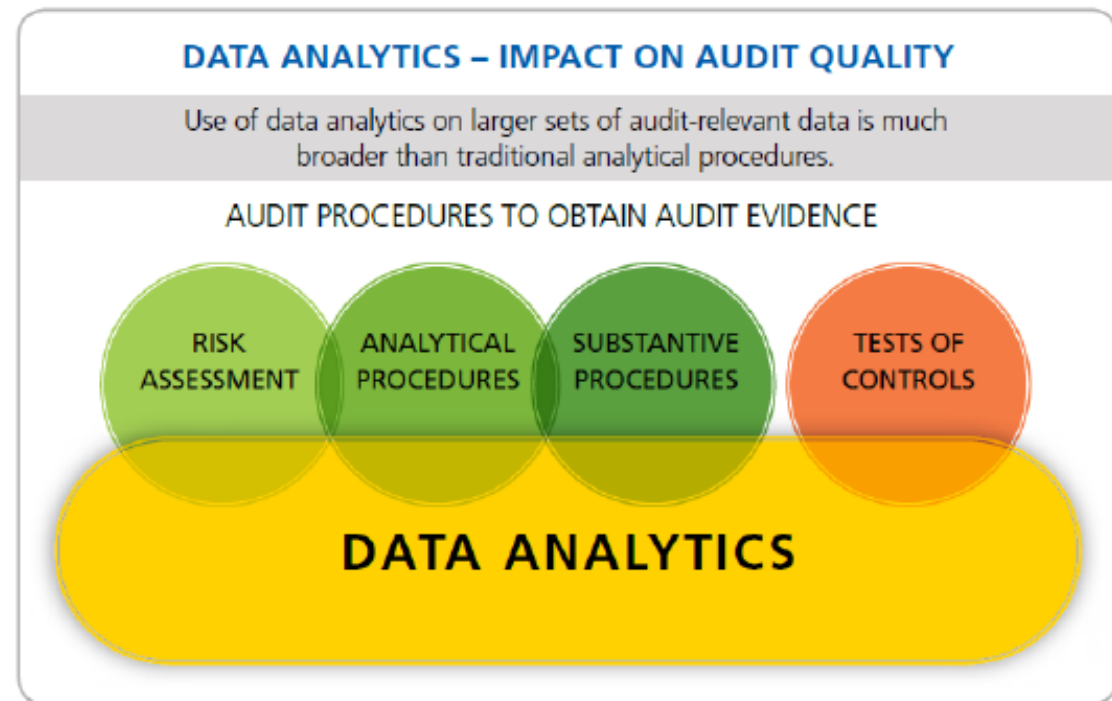 DATA ANALYTICS – IMPACT ON AUDIT QUALITY
Use of data analytics on larger sets of audit-relevant data is much
broader than traditional analytical procedures.
AUDIT PROCEDURES TO OBTAIN AUDIT EVIDENCE
RISK
ASSESSMENT
ANALYTICAL
PROCEDURES
SUBSTANTIVE
PROCEDURES
TESTS OF
CONTROLS
DATA ANALYTICS